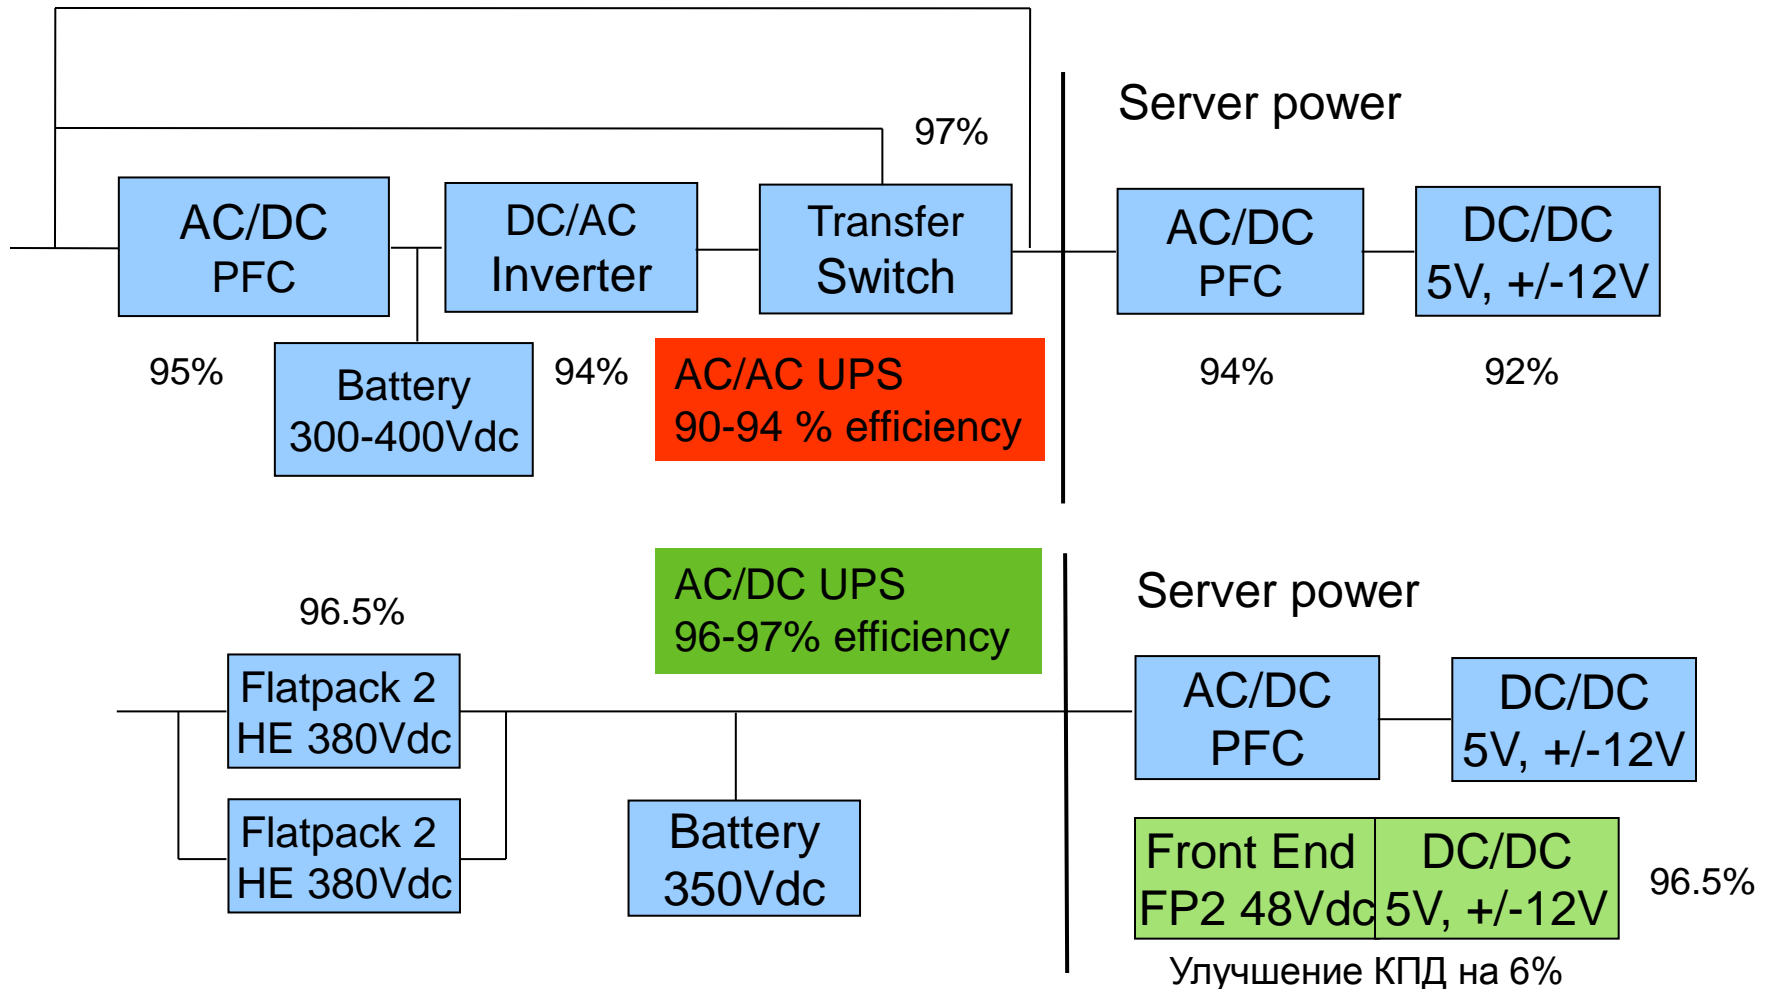 Server power
97%
AC/DC
PFC
DC/AC
Inverter
Transfer
Switch
AC/DC
PFC
DC/DC
5V, +/-12V
95%
Battery
300-400Vdc
94%
AC/AC UPS
90-94 % efficiency
94%
92%
AC/DC UPS
96-97% efficiency
Server power
96.5%
Flatpack 2
HE 380Vdc
AC/DC
PFC
DC/DC
5V, +/-12V
Flatpack 2
HE 380Vdc
Battery
350Vdc
Front End
FP2 48Vdc
DC/DC
5V, +/-12V
96.5%
Улучшение КПД на 6%